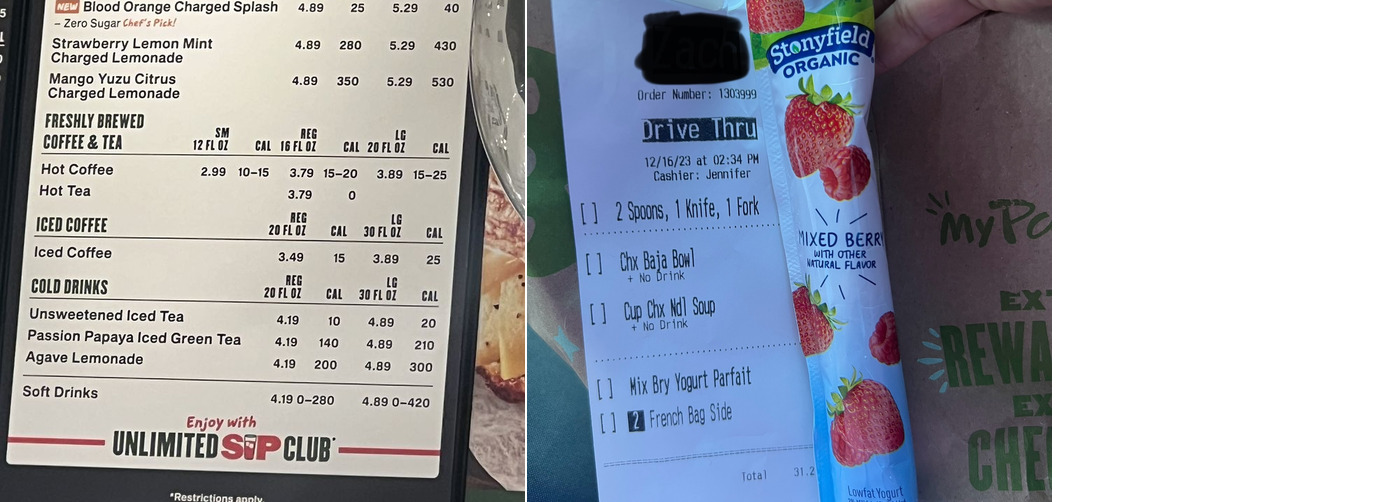 NEW Blood Orange Charged Splash 4.89 25 5.29 40
– Zero Sugar Chef's Pick!
Strawberry Lemon Mint 4.89 280 5.29 430
Charged Lemonade
Mango Yuzu Citrus 4.89 350 5.29 530
Charged Lemonade
FRESHLY BREWED
COFFEE & TEA
SM REG LG
12 FL OZ CAL 16 FL OZ CAL 20 FL OZ CAL
Hot Coffee 2.99 10–15 3.79 15–20 3.89 15–25
Hot Tea 3.79 0
ICED COFFEE
REG LG
20 FL OZ CAL 30 FL OZ CAL
Iced Coffee 3.49 15 3.89 25
COLD DRINKS
REG LG
20 FL OZ CAL 30 FL OZ CAL
Unsweetened Iced Tea 4.19 10 4.89 20
Passion Papaya Iced Green Tea 4.19 140 4.89 210
Agave Lemonade 4.19 200 4.89 300
Soft Drinks 4.19 0–280 4.89 0–420
Enjoy with
UNLIMITED SIP CLUB*
*Restrictions apply.
Order Number: 1303999
Drive Thru
12/16/23 at 02:34 PM
Cashier: Jennifer
[ ] 2 Spoons, 1 Knife, 1 Fork
[ ] Chx Baja Bowl
+ No Drink
[ ] Cup Chx Ndl Soup
+ No Drink
[ ] Mix Bry Yogurt Parfait
[ ] 2 French Bag Side
Total 31.2
Stonyfield
ORGANIC
MIXED BERRY
WITH OTHER
NATURAL FLAVOR
Lowfat Yogurt
MyPa
EX
REWA
EX
CHE